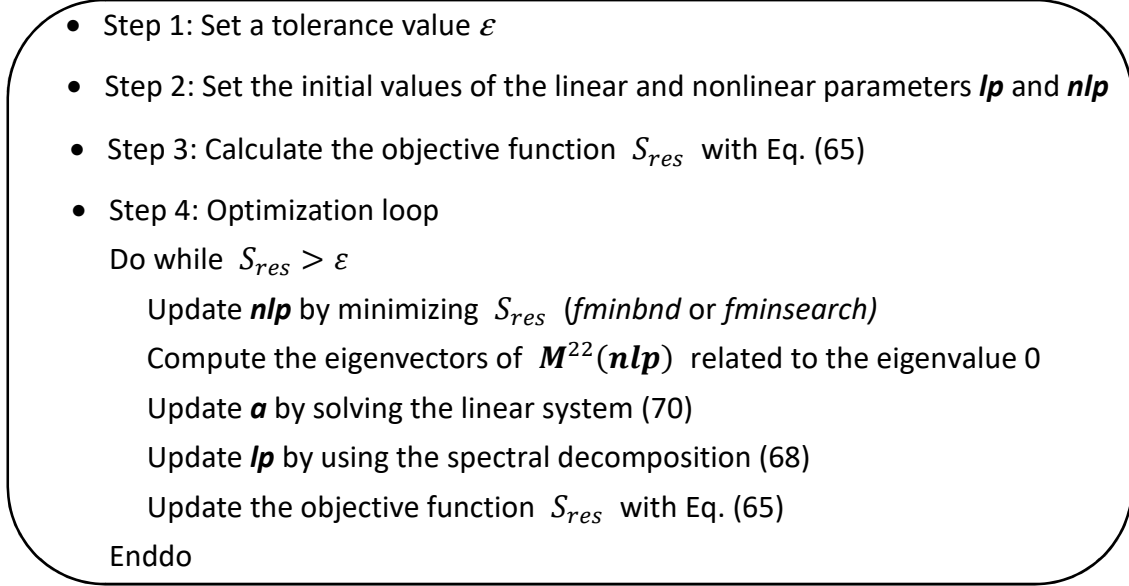 • Step 1: Set a tolerance value ε
• Step 2: Set the initial values of the linear and nonlinear parameters lp and nlp
• Step 3: Calculate the objective function S_res with Eq. (65)
• Step 4: Optimization loop
Do while S_res > ε
Update nlp by minimizing S_res (fminbnd or fminsearch)
Compute the eigenvectors of M^22(nlp) related to the eigenvalue 0
Update a by solving the linear system (70)
Update lp by using the spectral decomposition (68)
Update the objective function S_res with Eq. (65)
Enddo